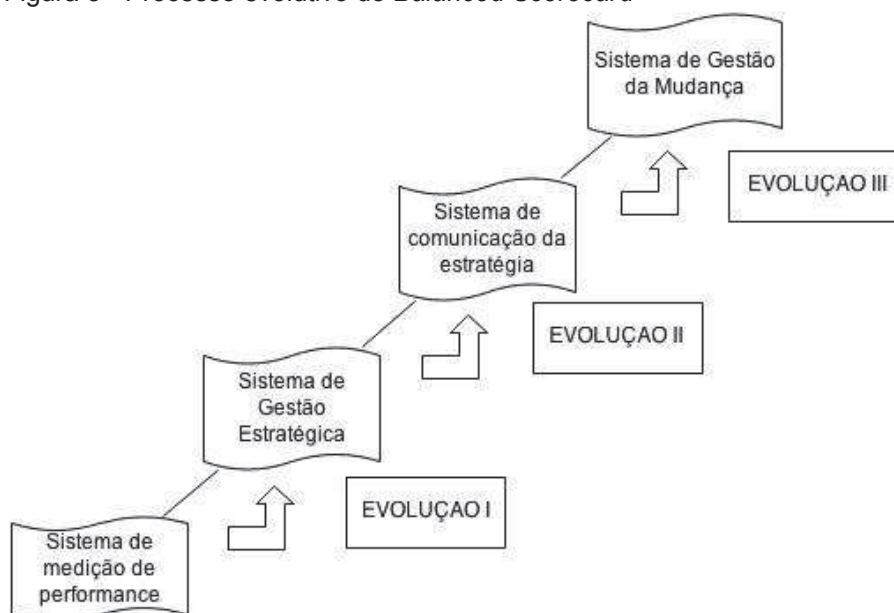 Sistema de Gestão
da Mudança
EVOLUÇAO III
Sistema de
comunicação da
estratégia
EVOLUÇAO II
Sistema de
Gestão
Estratégica
EVOLUÇAO I
Sistema de
medição de
performance